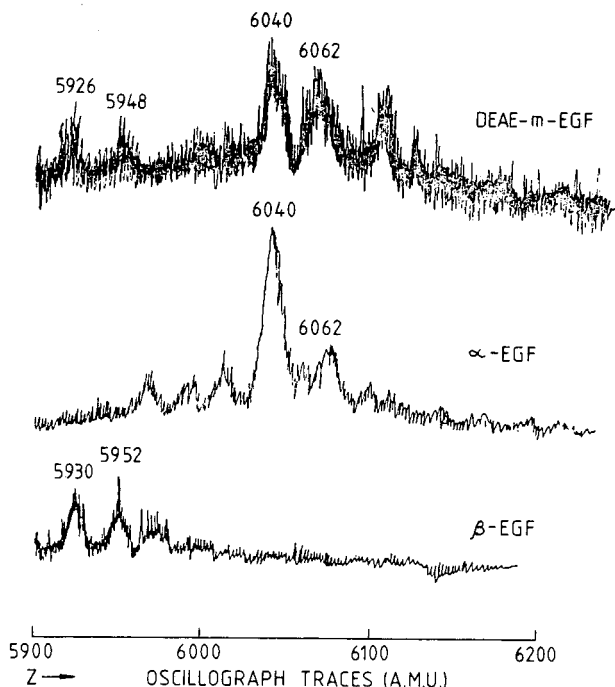 6040
6062
5926
5948
DEAE-m-EGF
6040
6062
α-EGF
5952
5930
β-EGF
5900 6000 6100 6200
Z → OSCILLOGRAPH TRACES (A.M.U.)